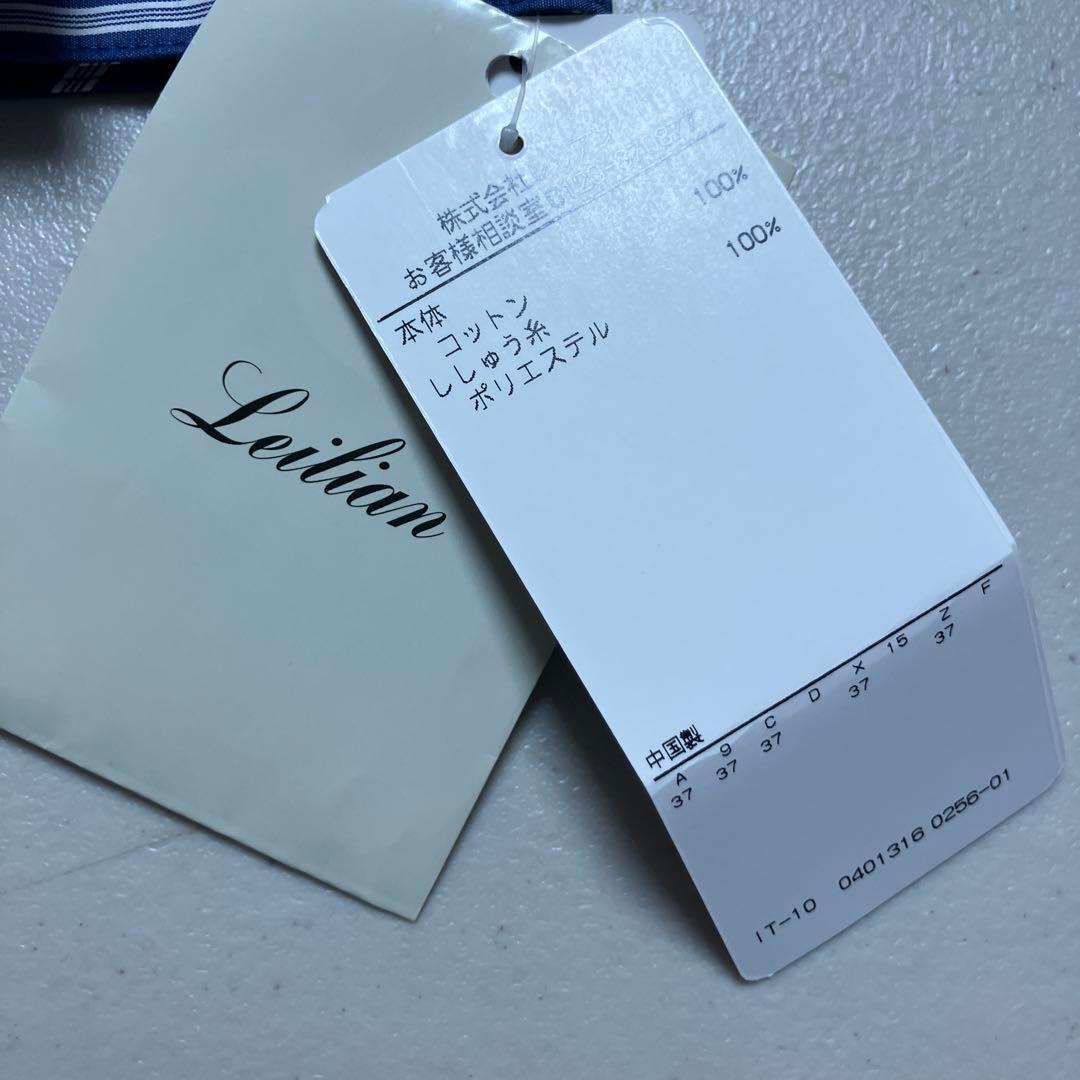 Leilian
株式会社
お客様相談室
本体
コットン 100%
ししゅう糸
ポリエステル 100%
中国製
A 9 C D X 15 Z F
37 37 37 37 37
IT-10 0401316 0256-01